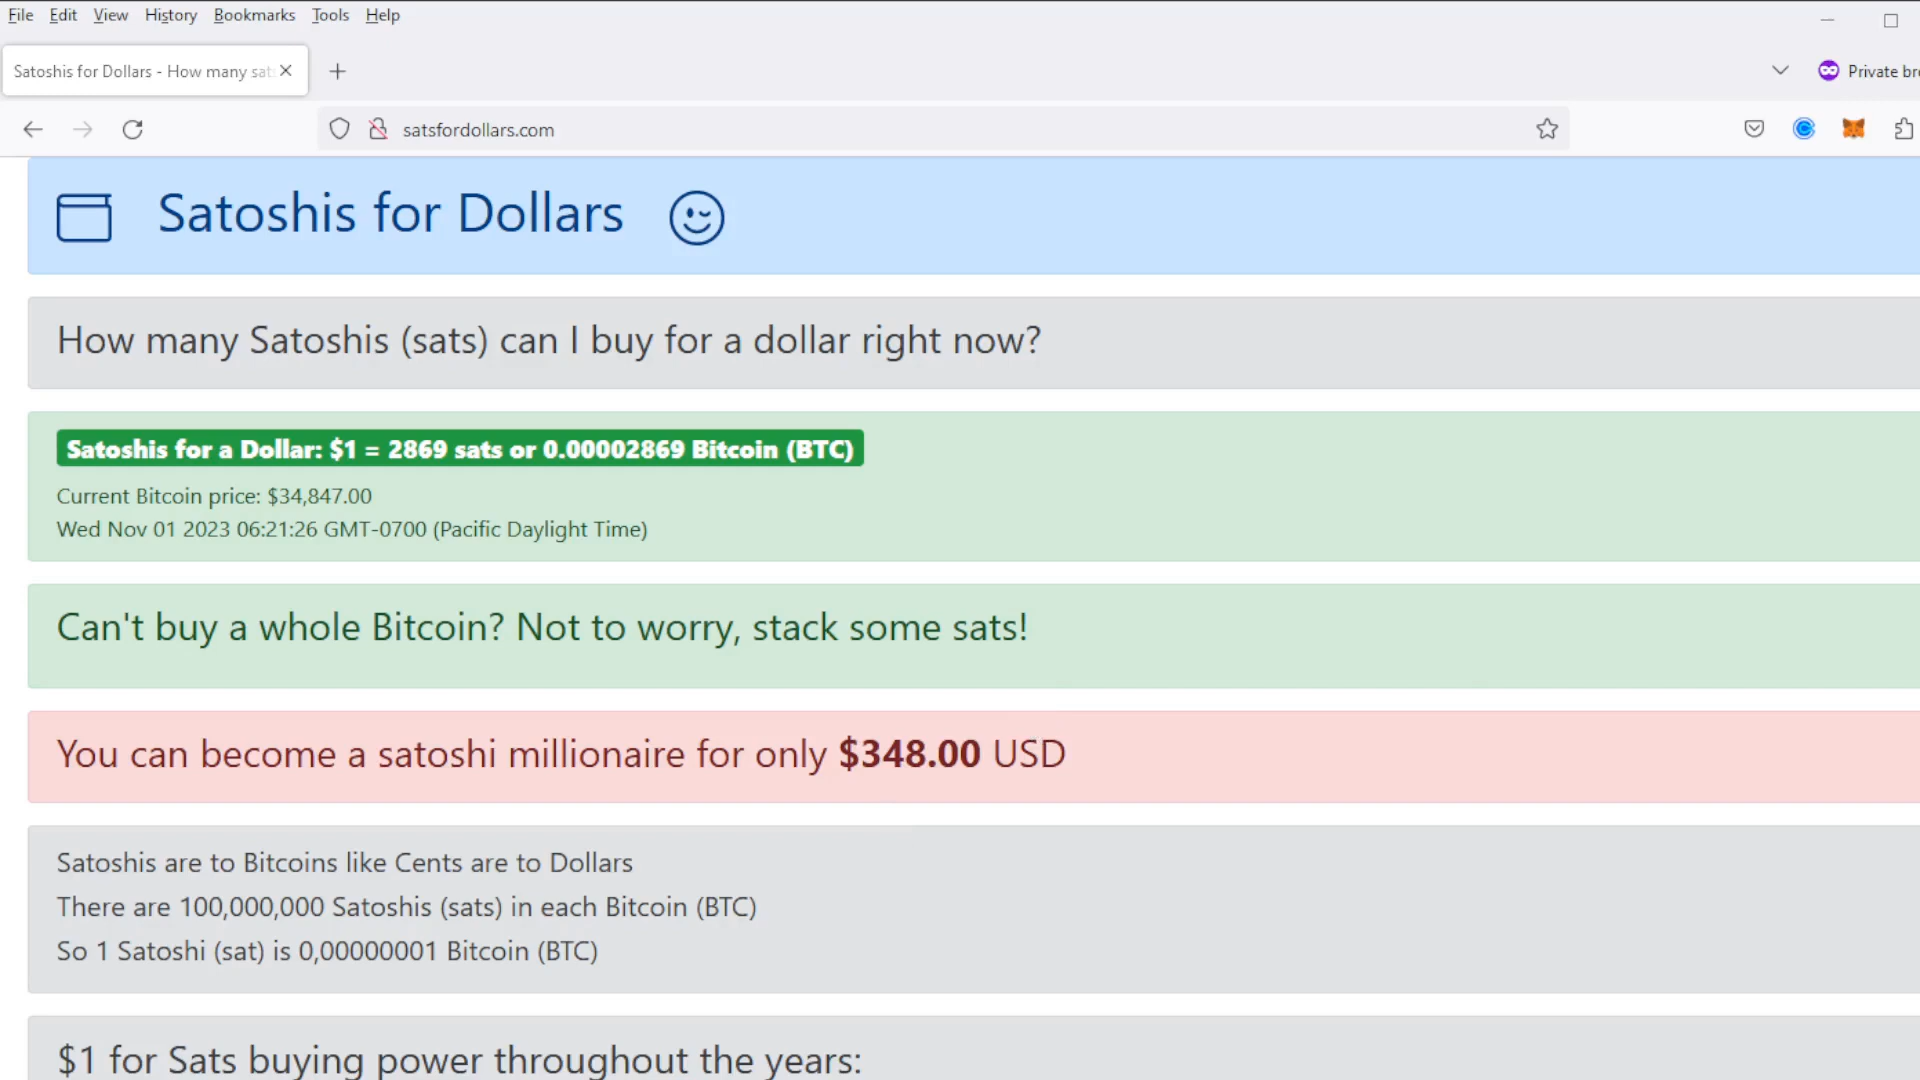 File Edit View History Bookmarks Tools Help
Satoshis for Dollars - How many sat
Private br
satsfordollars.com
Satoshis for Dollars
How many Satoshis (sats) can I buy for a dollar right now?
Satoshis for a Dollar: $1 = 2869 sats or 0.00002869 Bitcoin (BTC)
Current Bitcoin price: $34,847.00
Wed Nov 01 2023 06:21:26 GMT-0700 (Pacific Daylight Time)
Can't buy a whole Bitcoin? Not to worry, stack some sats!
You can become a satoshi millionaire for only $348.00 USD
Satoshis are to Bitcoins like Cents are to Dollars
There are 100,000,000 Satoshis (sats) in each Bitcoin (BTC)
So 1 Satoshi (sat) is 0,00000001 Bitcoin (BTC)
$1 for Sats buying power throughout the years: